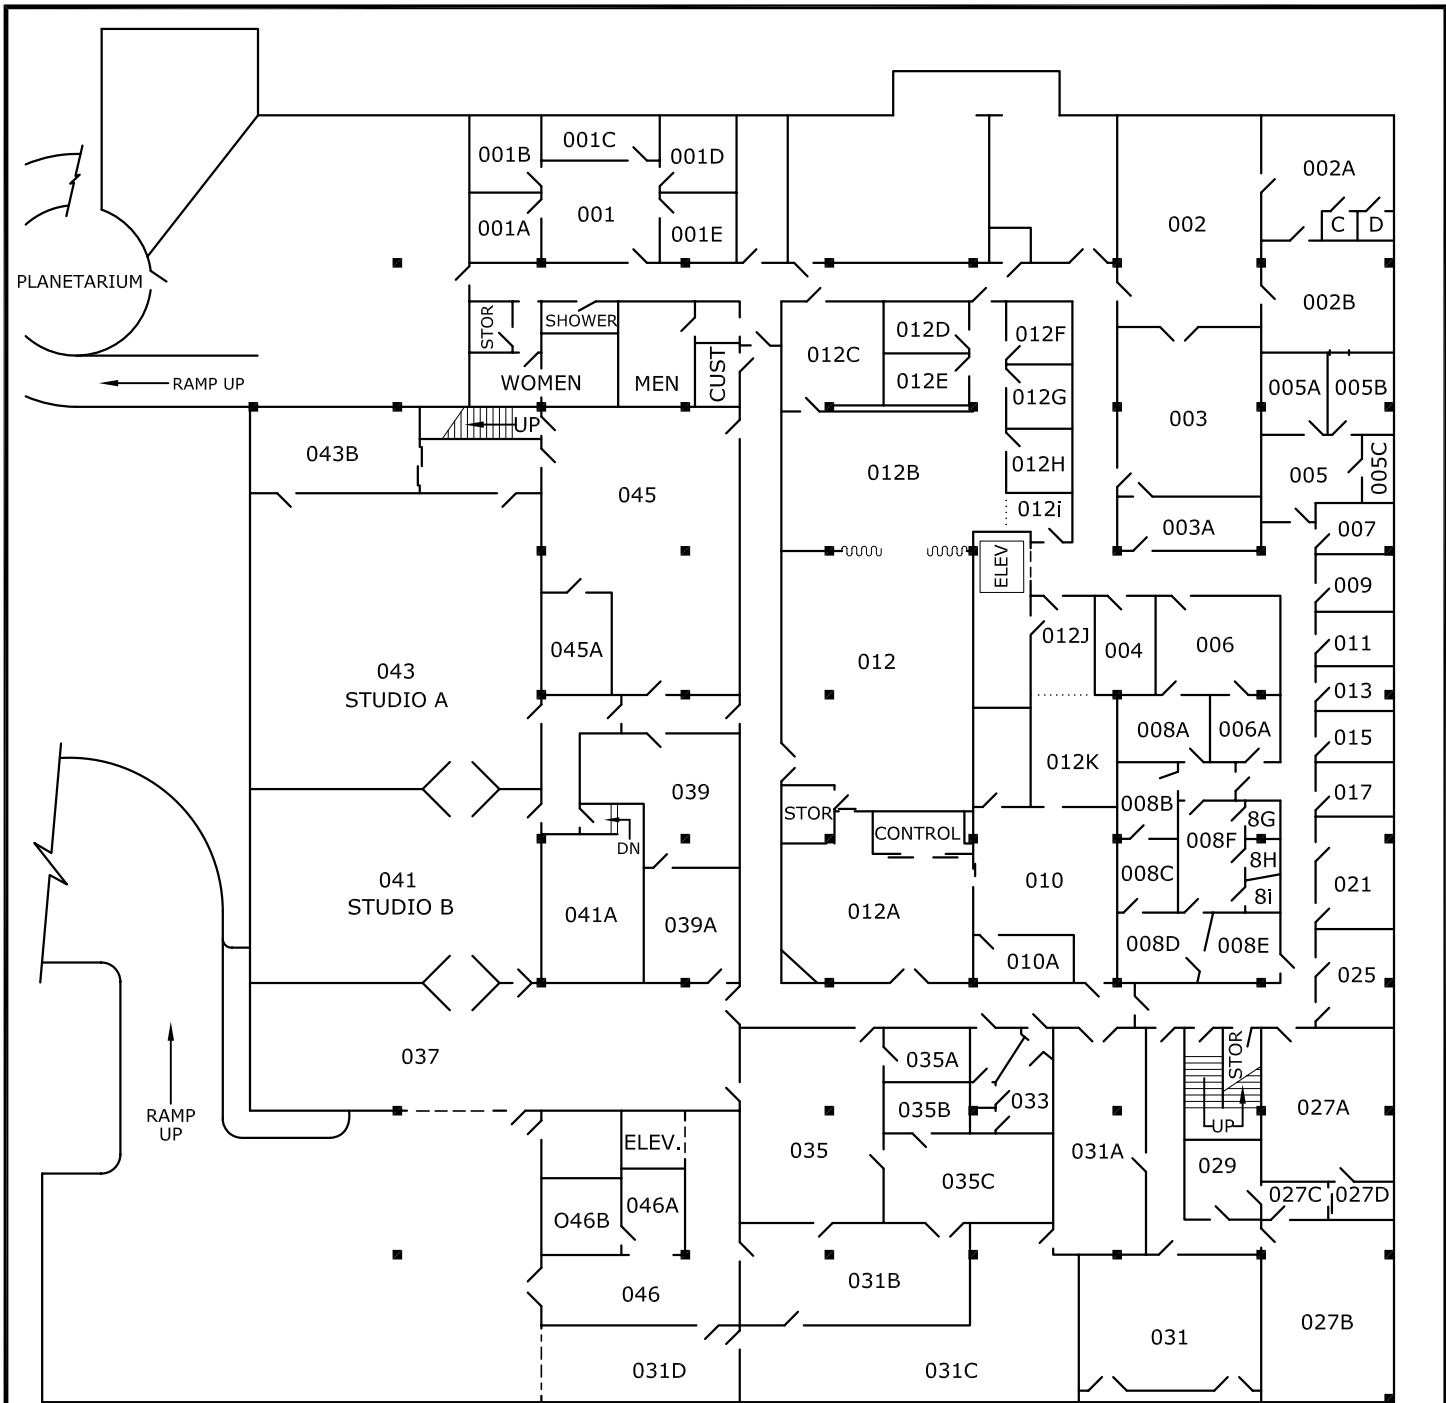 001C
001B
001D
002A
001
001A
001E
002
C
D
PLANETARIUM
002B
STOR
SHOWER
012D
012F
012C
RAMP UP
WOMEN
MEN
CUST
012E
012G
005A
005B
003
UP
043B
012B
012H
005
005C
045
012i
003A
007
ELEV
009
012J
004
006
011
045A
012
043
STUDIO A
013
008A
006A
015
012K
039
008B
017
STOR
CONTROL
DN
008F
8G
8H
008C
8i
041
STUDIO B
010
021
041A
012A
039A
008D
008E
010A
025
037
035A
STOR
033
035B
027A
RAMP
UP
UP
ELEV.
035
031A
029
035C
027C
027D
046A
O46B
031B
046
027B
031
031D
031C